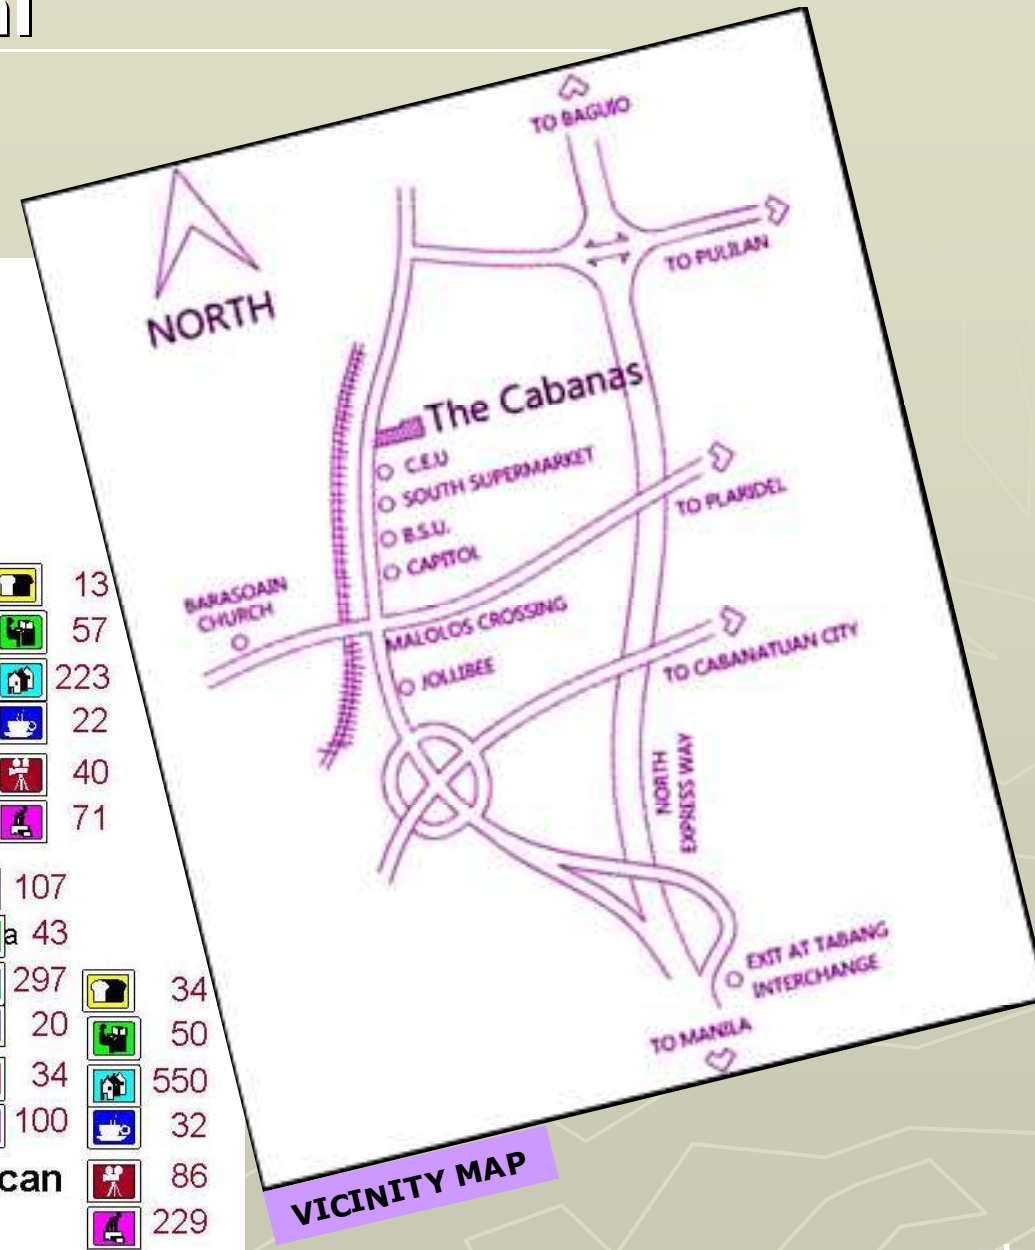 TO BAGUIO
NORTH
TO PULILAN
The Cabanas
C.E.U
SOUTH SUPERMARKET
B.S.U.
CAPITOL
TO PLARIDEL
BARASOAIN
CHURCH
MALOLOS CROSSING
JOLLIBEE
TO CABANATUAN CITY
NORTH
EXPRESS WAY
EXIT AT TABANG
INTERCHANGE
TO MANILA
VICINITY MAP
13
57
223
22
40
71
107
a 43
297
20
34
100
can
34
50
550
32
86
229